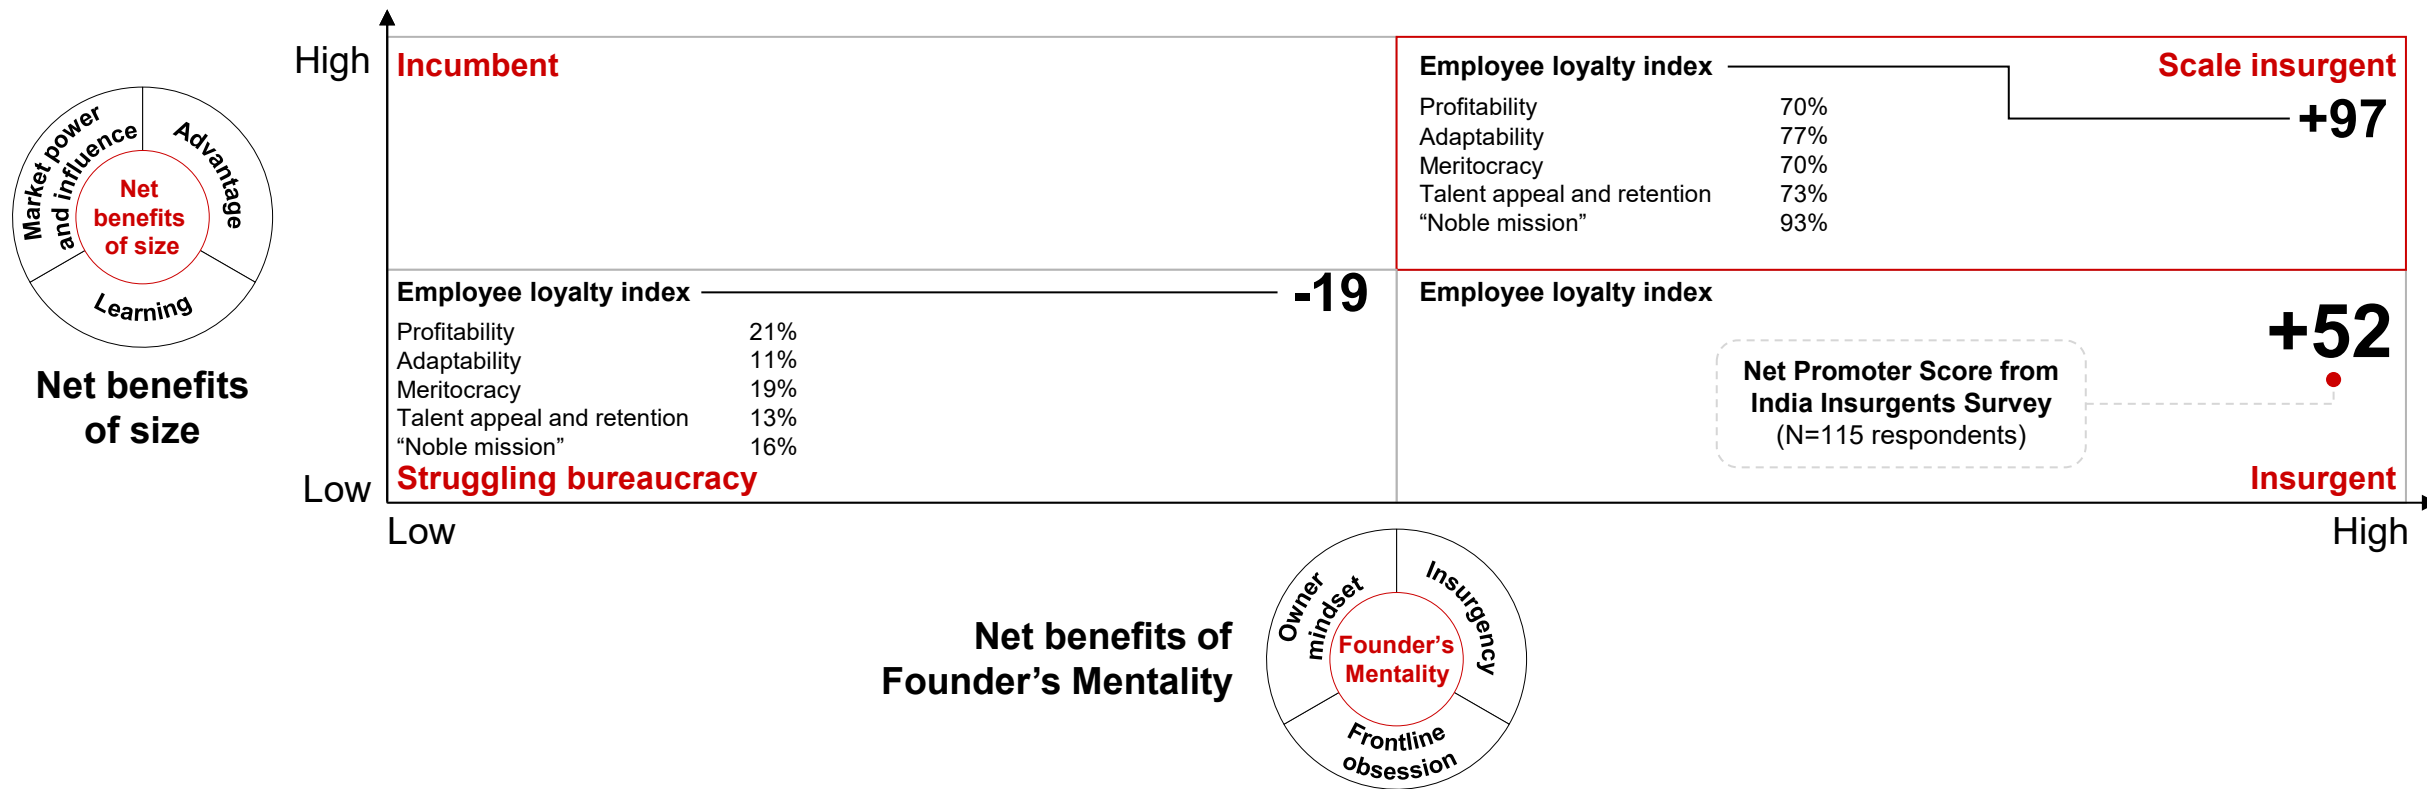 High
Incumbent
Employee loyalty index
Scale insurgent
+97
Profitability 70%
Adaptability 77%
Meritocracy 70%
Talent appeal and retention 73%
“Noble mission” 93%
Market power
and influence
Advantage
Learning
Net
benefits
of size
Net benefits
of size
Employee loyalty index
-19
Profitability 21%
Adaptability 11%
Meritocracy 19%
Talent appeal and retention 13%
“Noble mission” 16%
Struggling bureaucracy
Employee loyalty index
+52
Net Promoter Score from
India Insurgents Survey
(N=115 respondents)
Insurgent
Low
Low
High
Net benefits of
Founder’s Mentality
Owner
mindset
Insurgency
Founder’s
Mentality
Frontline
obsession